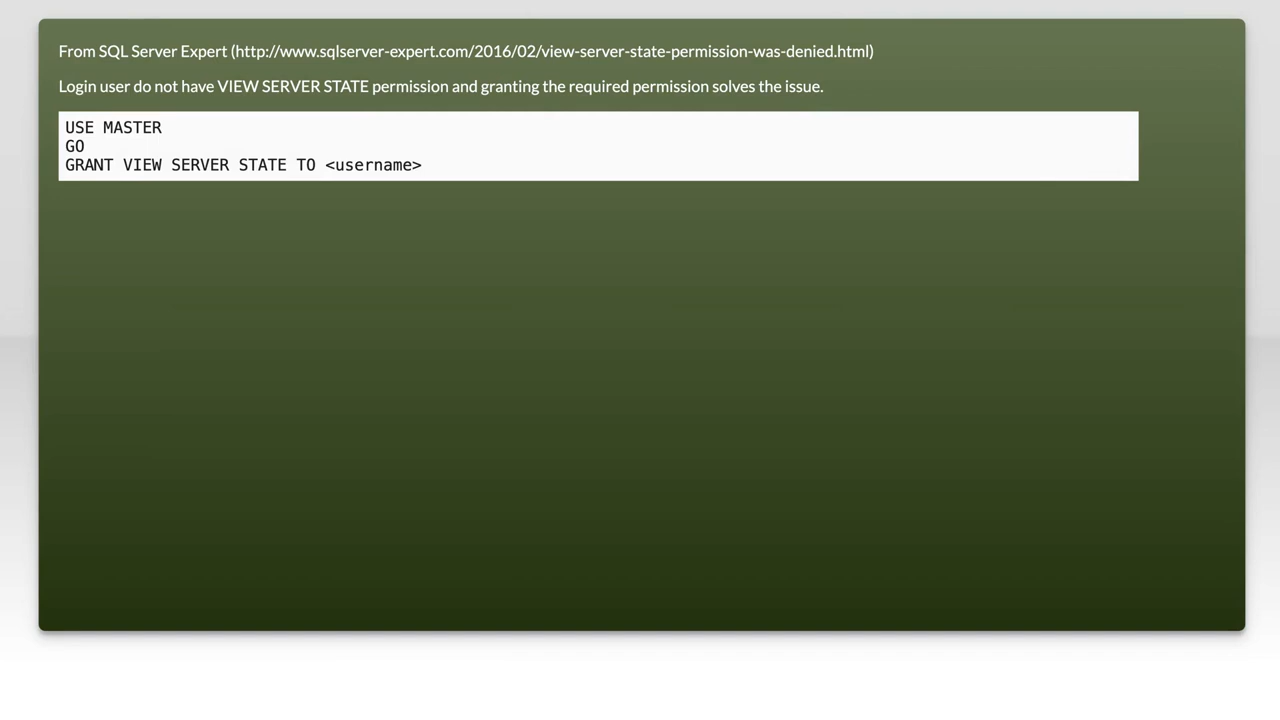 From SQL Server Expert (http://www.sqlserver-expert.com/2016/02/view-server-state-permission-was-denied.html)
Login user do not have VIEW SERVER STATE permission and granting the required permission solves the issue.
USE MASTER
GO
GRANT VIEW SERVER STATE TO <username>